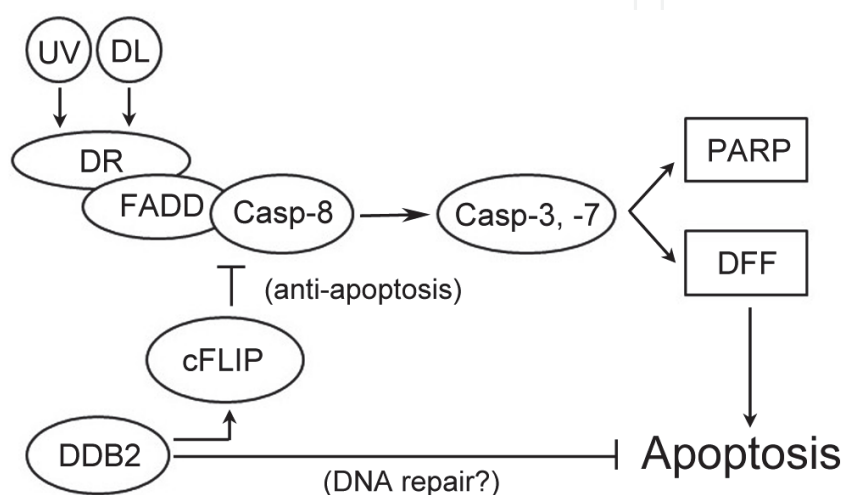 UV DL
DR
FADD
Casp-8
Casp-3, -7
PARP
DFF
(anti-apoptosis)
cFLIP
DDB2
Apoptosis
(DNA repair?)